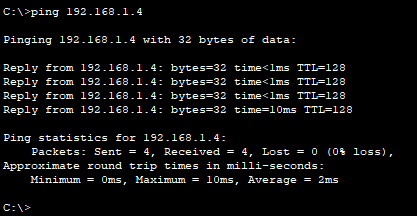 C:\>ping 192.168.1.4
Pinging 192.168.1.4 with 32 bytes of data:
Reply from 192.168.1.4: bytes=32 time<1ms TTL=128
Reply from 192.168.1.4: bytes=32 time<1ms TTL=128
Reply from 192.168.1.4: bytes=32 time<1ms TTL=128
Reply from 192.168.1.4: bytes=32 time=10ms TTL=128
Ping statistics for 192.168.1.4:
    Packets: Sent = 4, Received = 4, Lost = 0 (0% loss),
Approximate round trip times in milli-seconds:
    Minimum = 0ms, Maximum = 10ms, Average = 2ms
C:\>